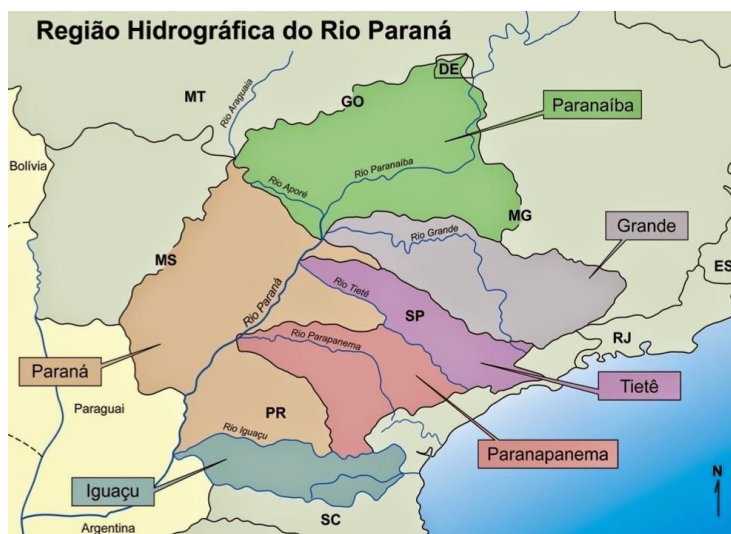 Região Hidrográfica do Rio Paraná
DE
MT
Rio Araguaia
GO
Paranaíba
Bolívia
Rio Paranaíba
Rio Aporé
MG
Grande
Rio Grande
MS
ES
Rio Paraná
Rio Tietê
SP
RJ
Rio Parapanema
Paraná
Tietê
Paraguai
PR
Rio Iguaçu
Paranapanema
Iguaçu
N
SC
Argentina